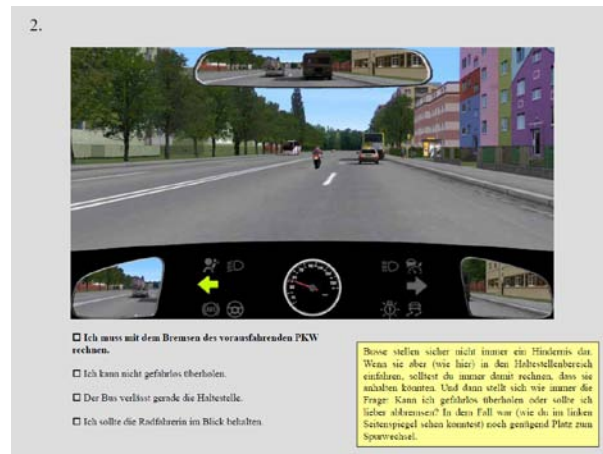 2.
☐ Ich muss mit dem Bremsen des vorausfahrenden PKW
rechnen.
☐ Ich kann nicht gefahrlos überholen.
☐ Der Bus verlässt gerade die Haltestelle.
☐ Ich sollte die Radfahrerin im Blick behalten.
Busse stellen sicher nicht immer ein Hindernis dar.
Wenn sie aber (wie hier) in den Haltestellenbereich
einfahren, solltest du immer damit rechnen, dass sie
anhalten könnten. Und dann stellt sich wie immer die
Frage: Kann ich gefahrlos überholen oder sollte ich
lieber abbremsen? In dem Fall war (wie du im linken
Seitenspiegel sehen konntest) noch genügend Platz zum
Spurwechsel.